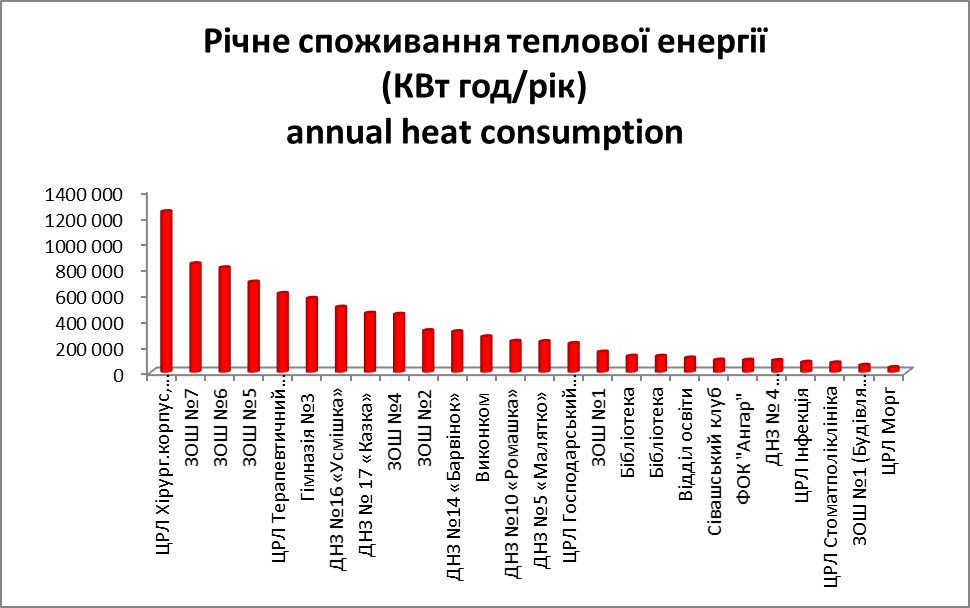 Річне споживання теплової енергії
(КВт год/рік)
annual heat consumption
1400 000
1200 000
1000 000
800 000
600 000
400 000
200 000
0
ЦРЛ Хірург.корпус,…
ЗОШ №7
ЗОШ №6
ЗОШ №5
ЦРЛ Терапевтичний…
Гімназія №3
ДНЗ №16 «Усмішка»
ДНЗ № 17 «Казка»
ЗОШ №4
ЗОШ №2
ДНЗ №14 «Барвінок»
Виконком
ДНЗ №10 «Ромашка»
ДНЗ №5 «Малятко»
ЦРЛ Господарський…
ЗОШ №1
Бібліотека
Бібліотека
Відділ освіти
Сівашський клуб
ФОК "Ангар"
ДНЗ № 4…
ЦРЛ Інфекція
ЦРЛ Стоматполіклініка
ЗОШ №1 (Будівля…
ЦРЛ Морг